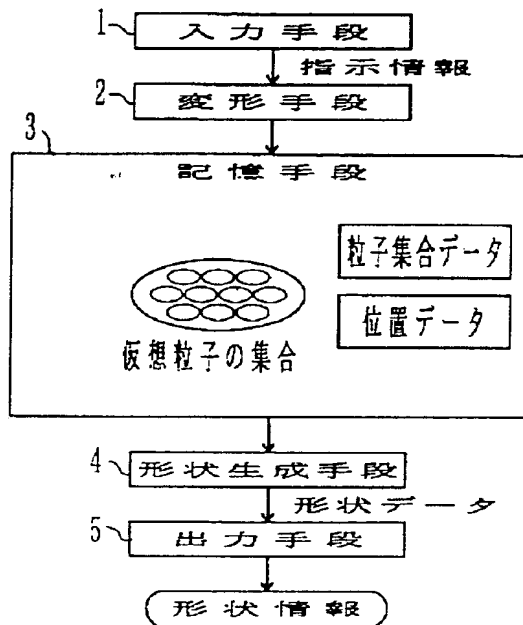 1 入力手段
指示情報
2 変形手段
3
記憶手段
粒子集合データ
位置データ
仮想粒子の集合
4 形状生成手段
形状データ
5 出力手段
形状情報